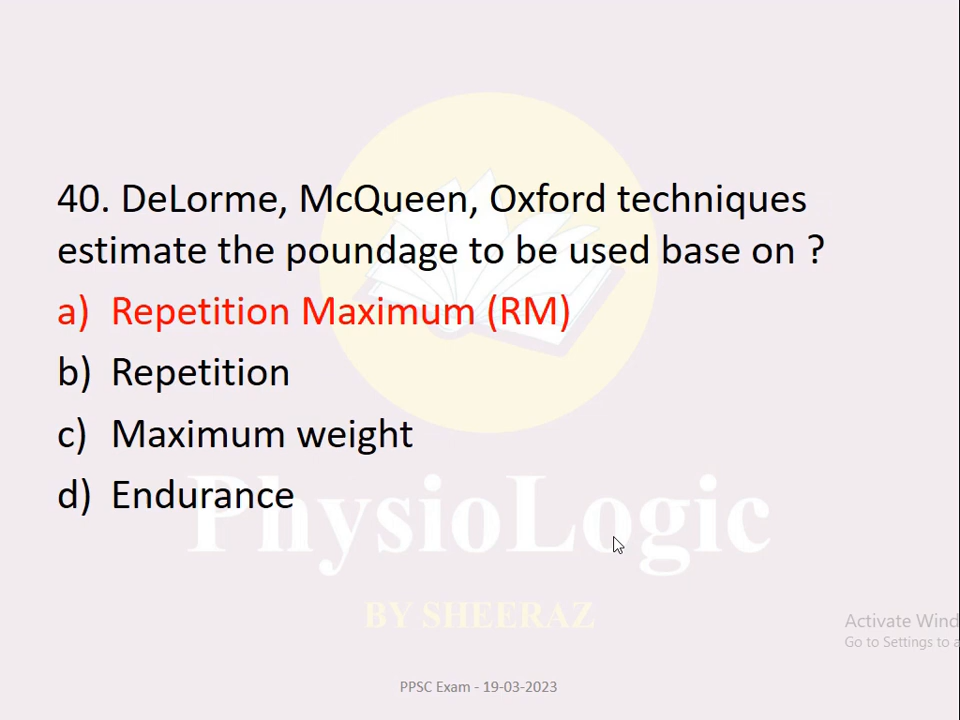 40. DeLorme, McQueen, Oxford techniques
estimate the poundage to be used base on ?
a) Repetition Maximum (RM)
b) Repetition
c) Maximum weight
d) Endurance
PhysioLogic
BY SHEERAZ
Activate Wind
Go to Settings to a
PPSC Exam - 19-03-2023